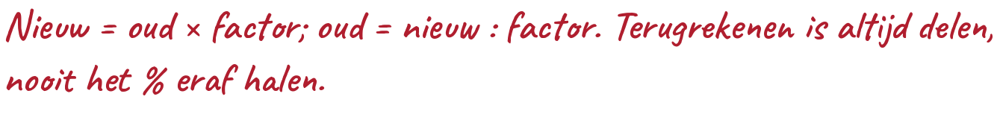 Nieuw = oud × factor; oud = nieuw : factor. Terugrekenen is altijd delen,
nooit het % eraf halen.